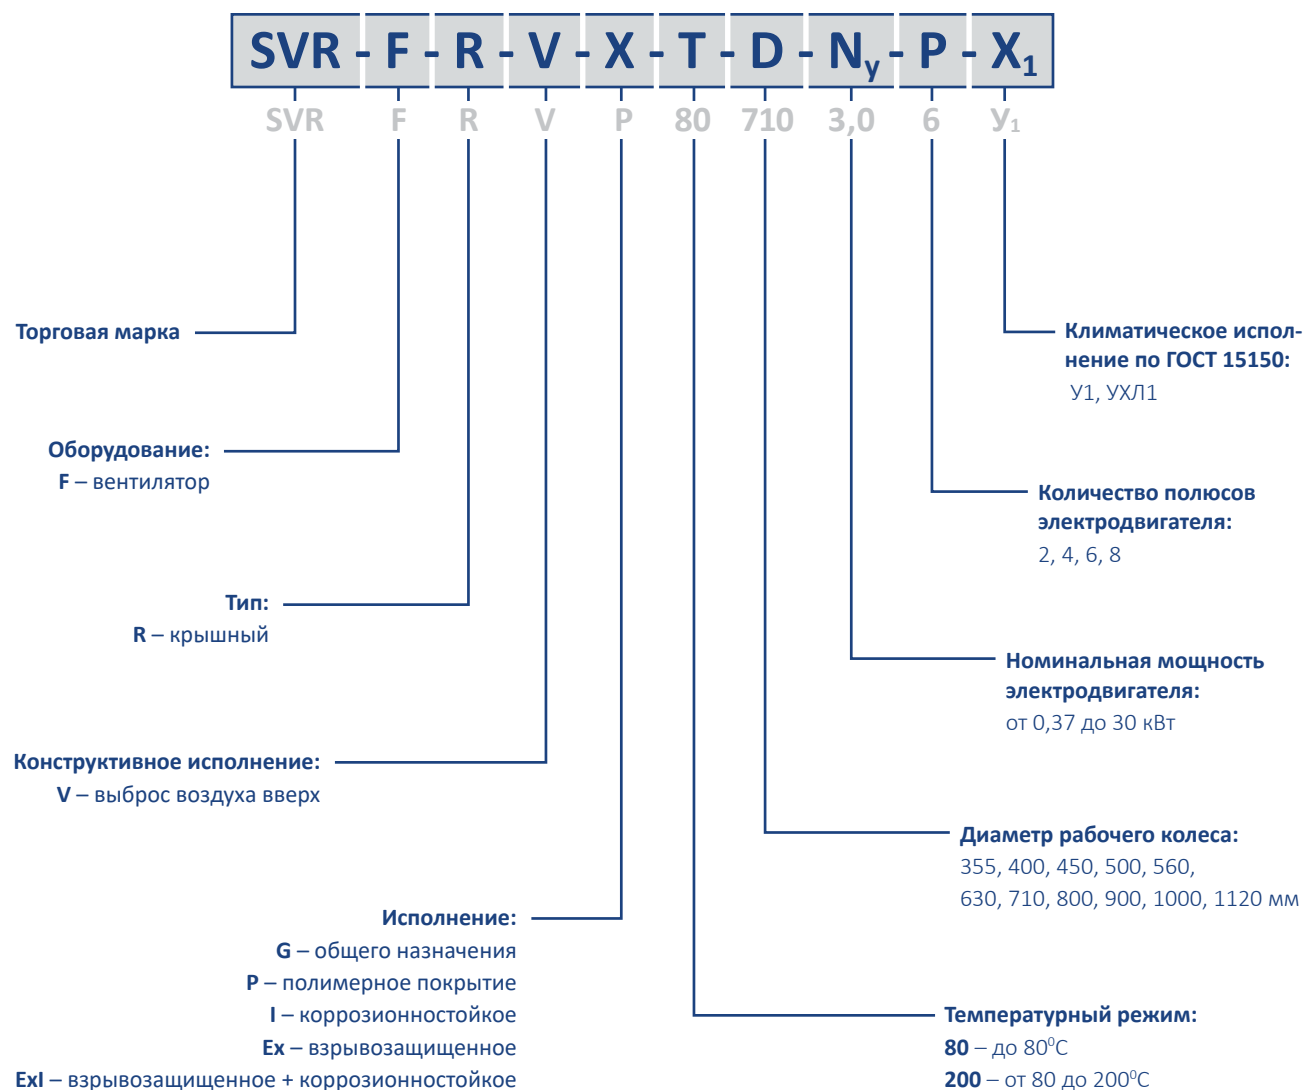 SVR - F - R - V - X - T - D - Nу - P - X1
SVR F R V P 80 710 3,0 6 У1
Торговая марка
Оборудование:
F – вентилятор
Тип:
R – крышный
Конструктивное исполнение:
V – выброс воздуха вверх
Исполнение:
G – общего назначения
P – полимерное покрытие
I – коррозионностойкое
Ex – взрывозащищенное
ExI – взрывозащищенное + коррозионностойкое
Климатическое испол-
нение по ГОСТ 15150:
У1, УХЛ1
Количество полюсов
электродвигателя:
2, 4, 6, 8
Номинальная мощность
электродвигателя:
от 0,37 до 30 кВт
Диаметр рабочего колеса:
355, 400, 450, 500, 560,
630, 710, 800, 900, 1000, 1120 мм
Температурный режим:
80 – до 80⁰С
200 – от 80 до 200⁰С